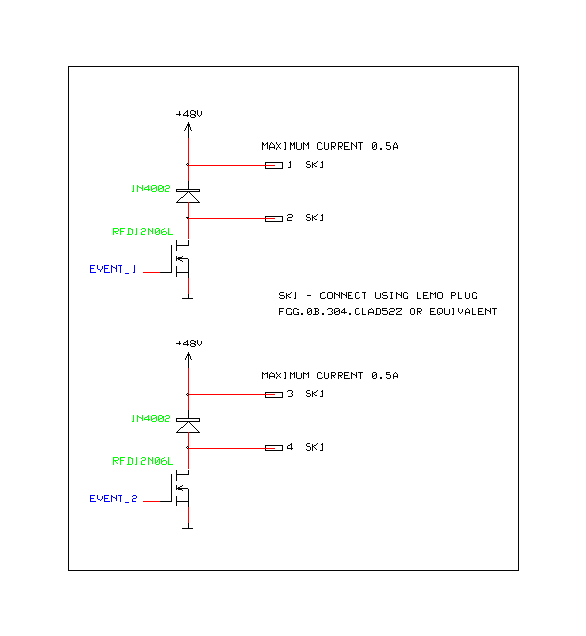 +48V
MAXIMUM CURRENT 0.5A
1 SK1
1N4002
2 SK1
RFD12N06L
EVENT_1
SK1 - CONNECT USING LEMO PLUG
FGG.0B.304.CLAD52Z OR EQUIVALENT
+48V
MAXIMUM CURRENT 0.5A
3 SK1
1N4002
4 SK1
RFD12N06L
EVENT_2